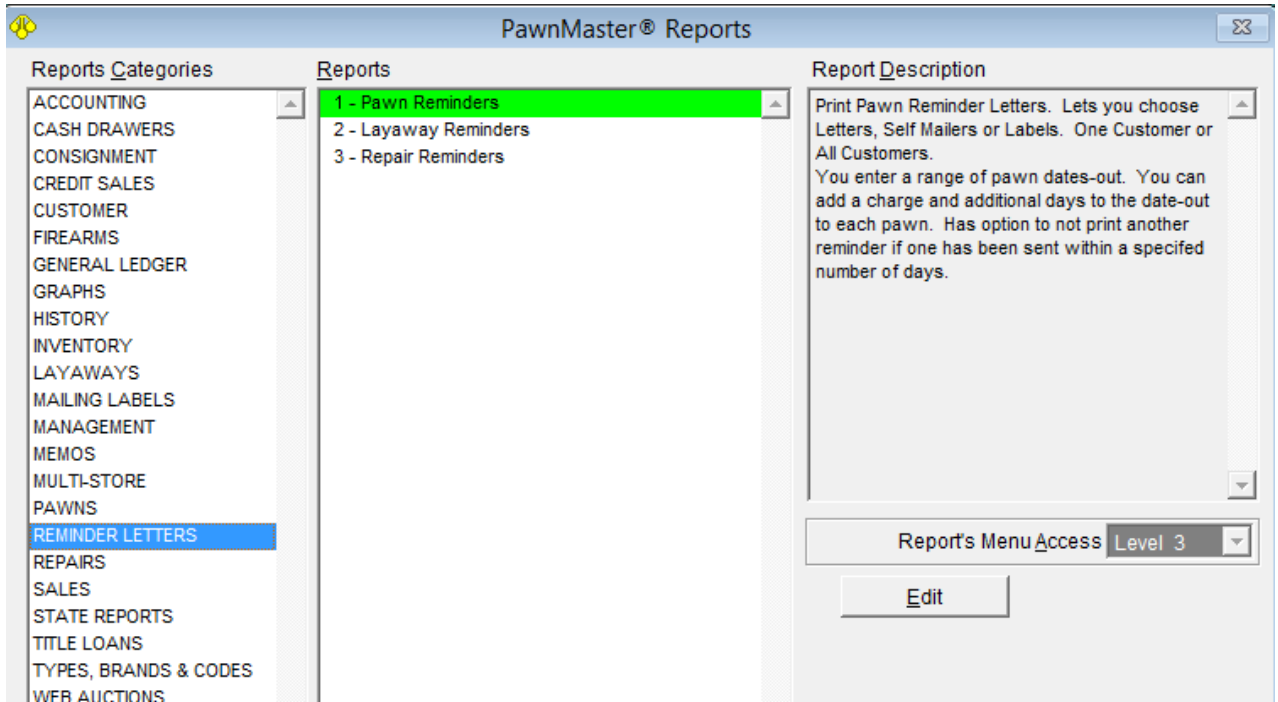 PawnMaster® Reports
Reports Categories
ACCOUNTING
CASH DRAWERS
CONSIGNMENT
CREDIT SALES
CUSTOMER
FIREARMS
GENERAL LEDGER
GRAPHS
HISTORY
INVENTORY
LAYAWAYS
MAILING LABELS
MANAGEMENT
MEMOS
MULTI-STORE
PAWNS
REMINDER LETTERS
REPAIRS
SALES
STATE REPORTS
TITLE LOANS
TYPES, BRANDS & CODES
WEB AUCTIONS
Reports
1 - Pawn Reminders
2 - Layaway Reminders
3 - Repair Reminders
Report Description
Print Pawn Reminder Letters. Lets you choose
Letters, Self Mailers or Labels. One Customer or
All Customers.
You enter a range of pawn dates-out. You can
add a charge and additional days to the date-out
to each pawn. Has option to not print another
reminder if one has been sent within a specifed
number of days.
Report's Menu Access Level 3
Edit